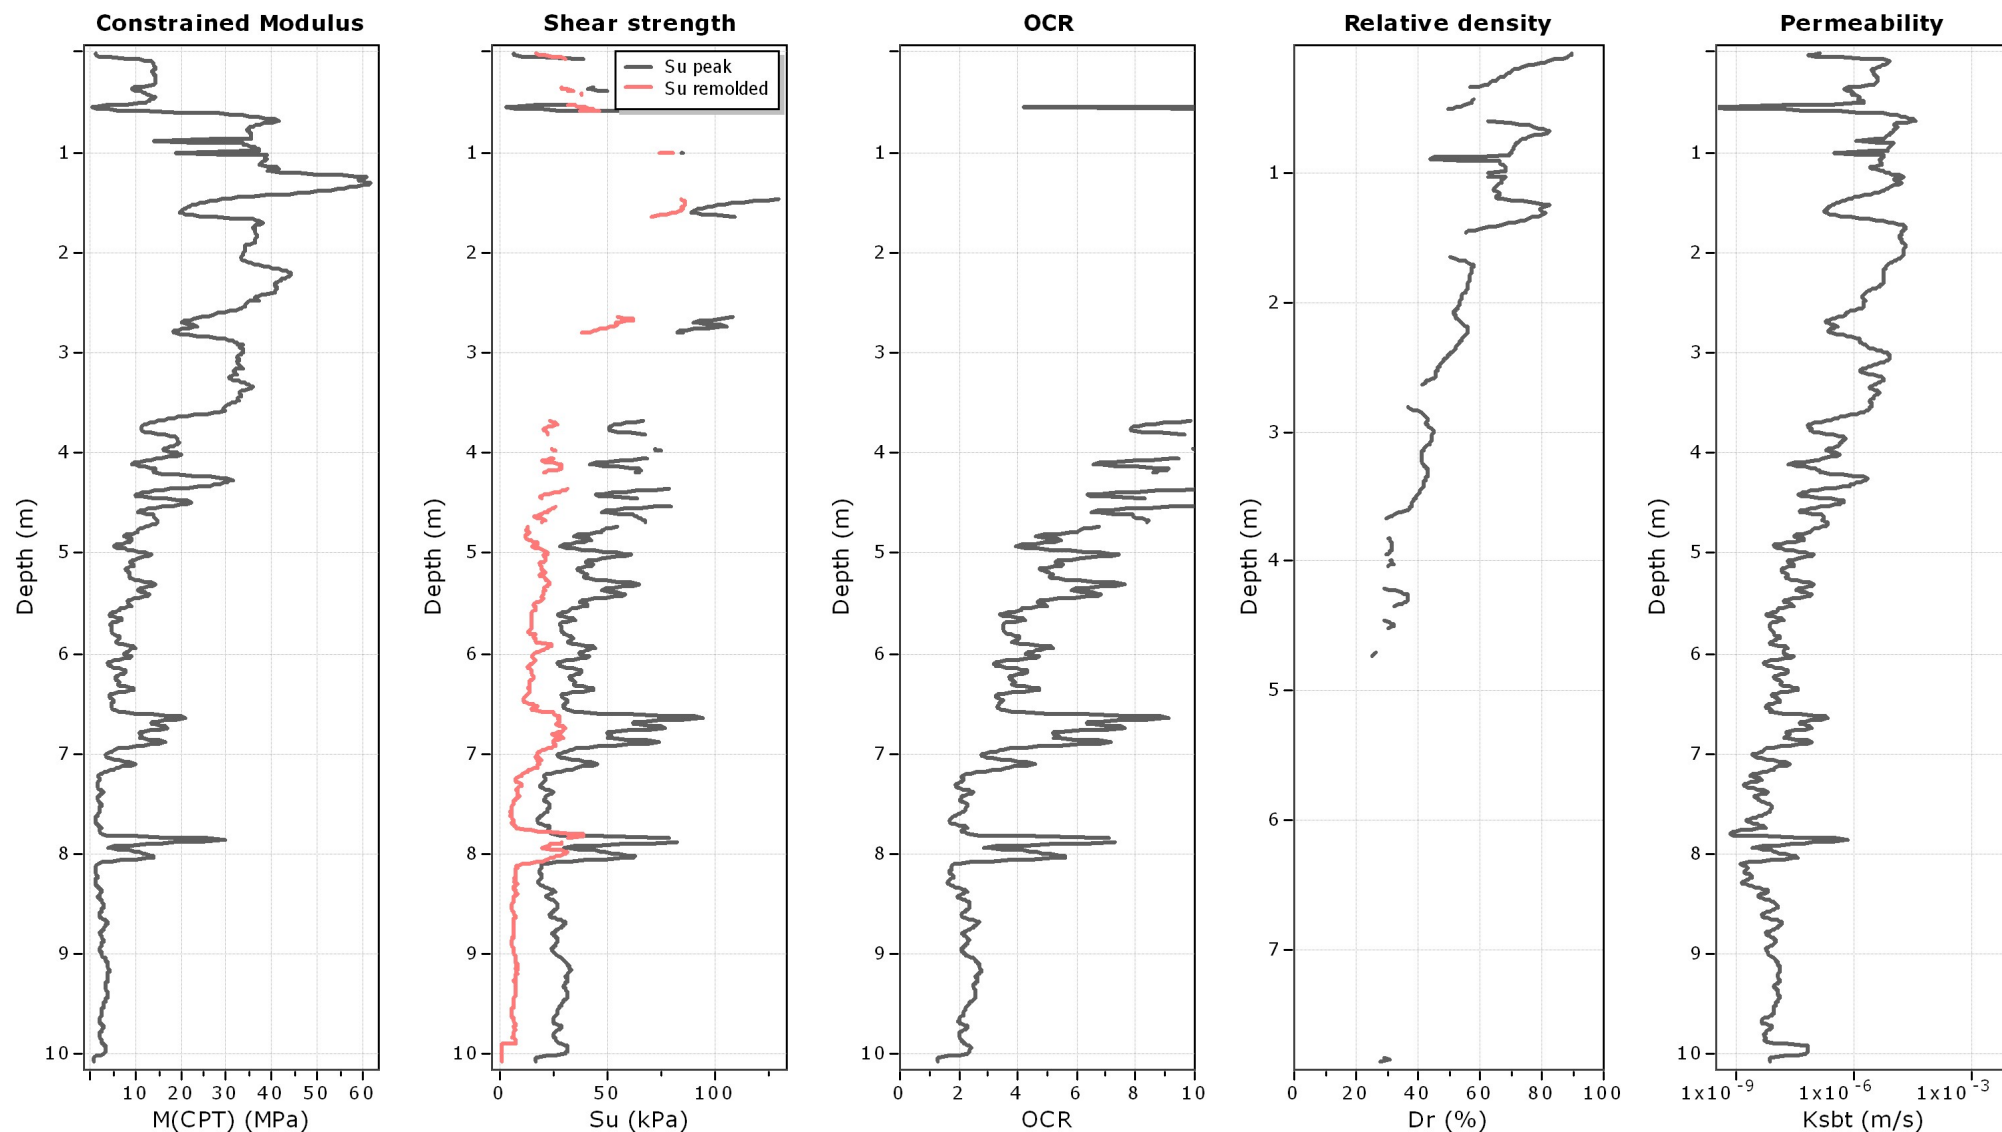 Constrained Modulus
Shear strength
OCR
Relative density
Permeability
Su peak
Su remolded
Depth (m)
1
2
3
4
5
6
7
8
9
10
10 20 30 40 50 60
M(CPT) (MPa)
Depth (m)
1
2
3
4
5
6
7
8
9
10
0 50 100
Su (kPa)
Depth (m)
1
2
3
4
5
6
7
8
9
10
0 2 4 6 8 10
OCR
Depth (m)
1
2
3
4
5
6
7
0 20 40 60 80 100
Dr (%)
Depth (m)
1
2
3
4
5
6
7
8
9
10
1x10⁻⁹ 1x10⁻⁶ 1x10⁻³
Ksbt (m/s)